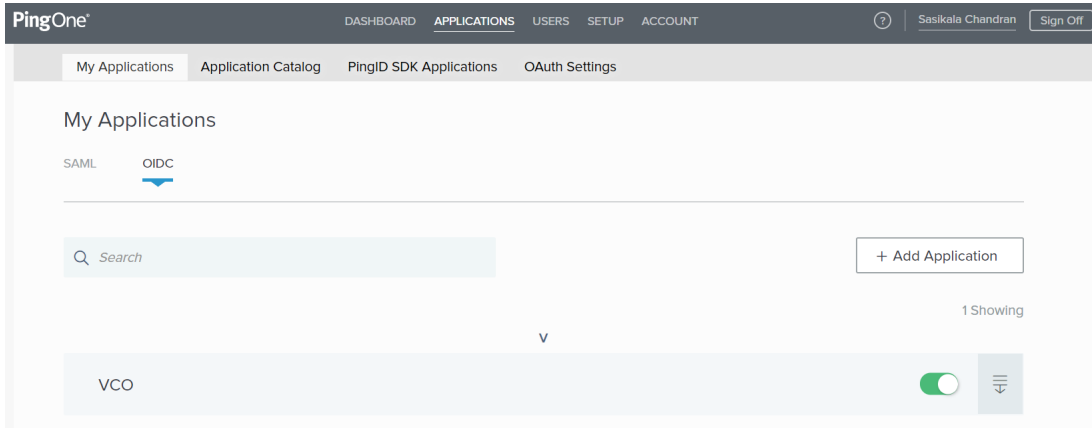 PingOne® DASHBOARD APPLICATIONS USERS SETUP ACCOUNT ? Sasikala Chandran Sign Off
My Applications Application Catalog PingID SDK Applications OAuth Settings
My Applications
SAML OIDC
Search + Add Application
1 Showing
V
VCO